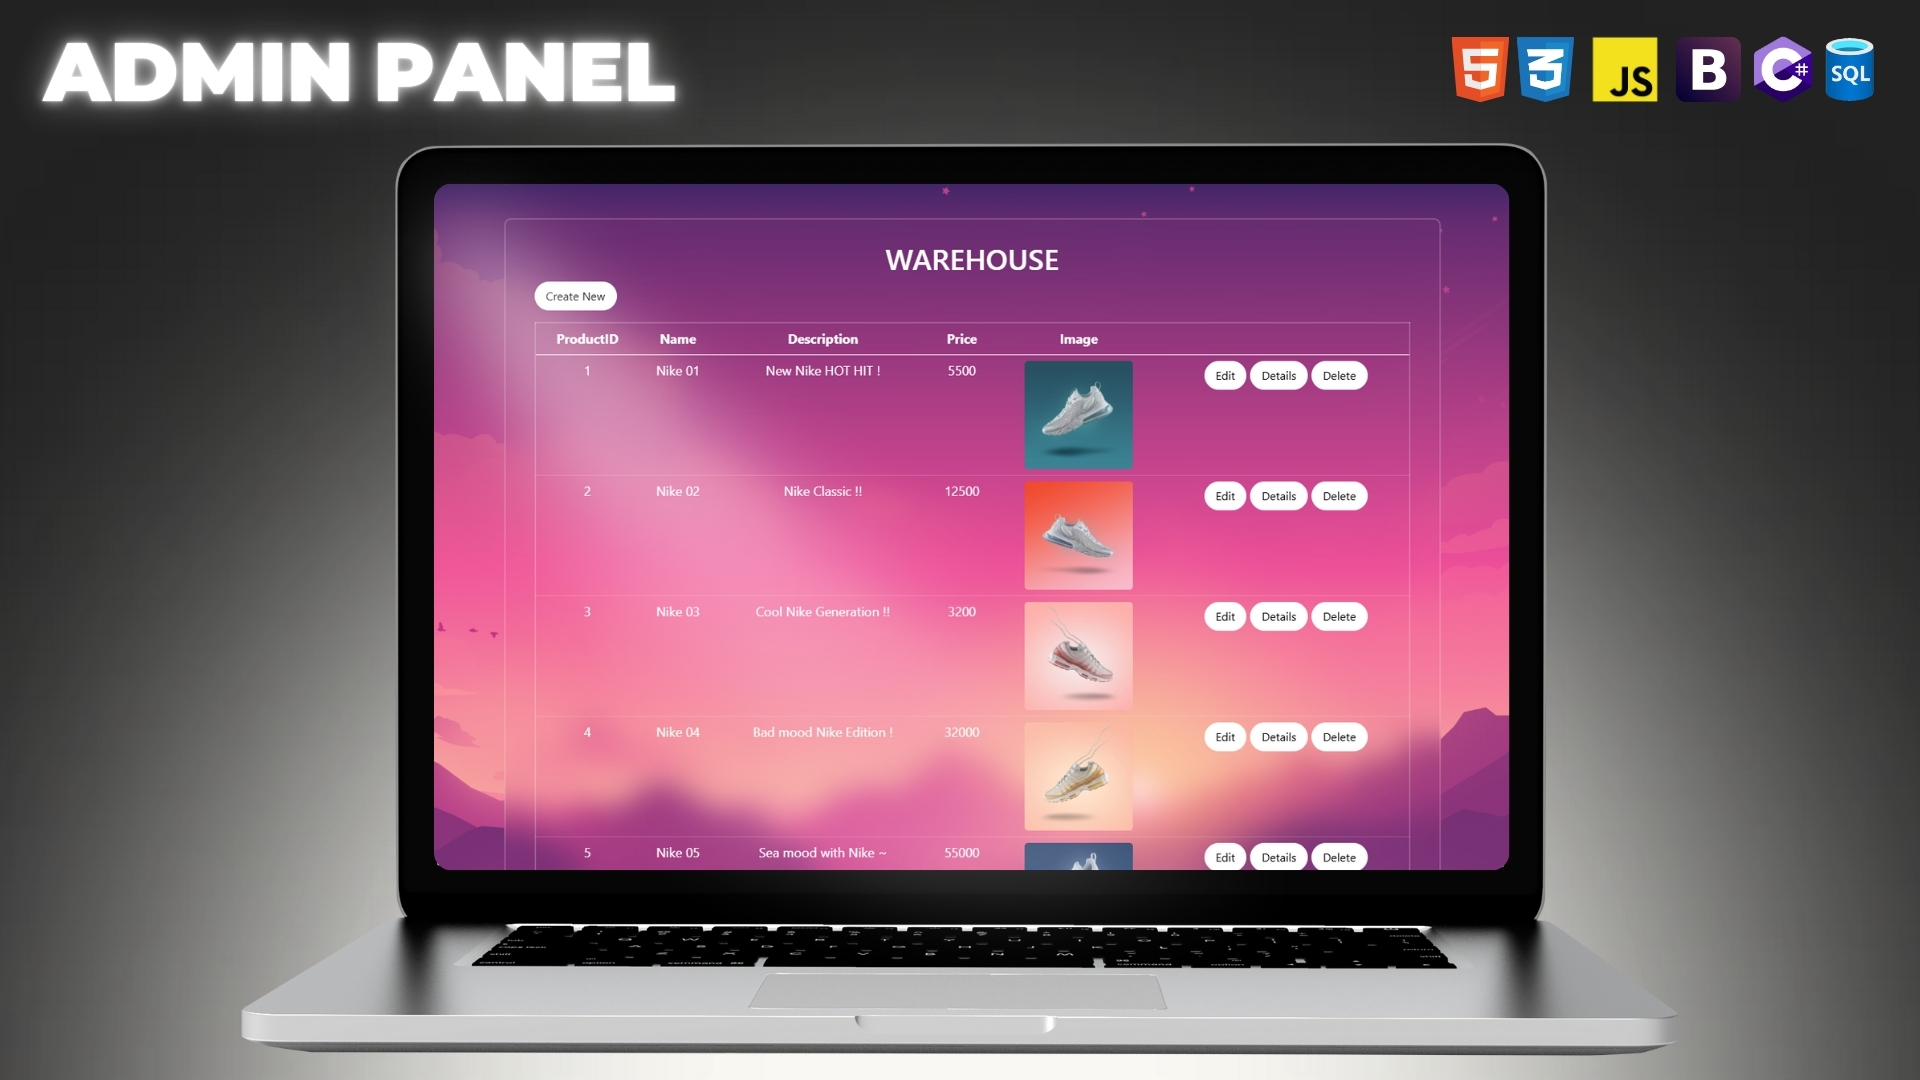 ADMIN PANEL
5 3 JS B C# SQL
WAREHOUSE
Create New
ProductID Name Description Price Image
1 Nike 01 New Nike HOT HIT ! 5500 Edit Details Delete
2 Nike 02 Nike Classic !! 12500 Edit Details Delete
3 Nike 03 Cool Nike Generation !! 3200 Edit Details Delete
4 Nike 04 Bad mood Nike Edition ! 32000 Edit Details Delete
5 Nike 05 Sea mood with Nike ~ 55000 Edit Details Delete